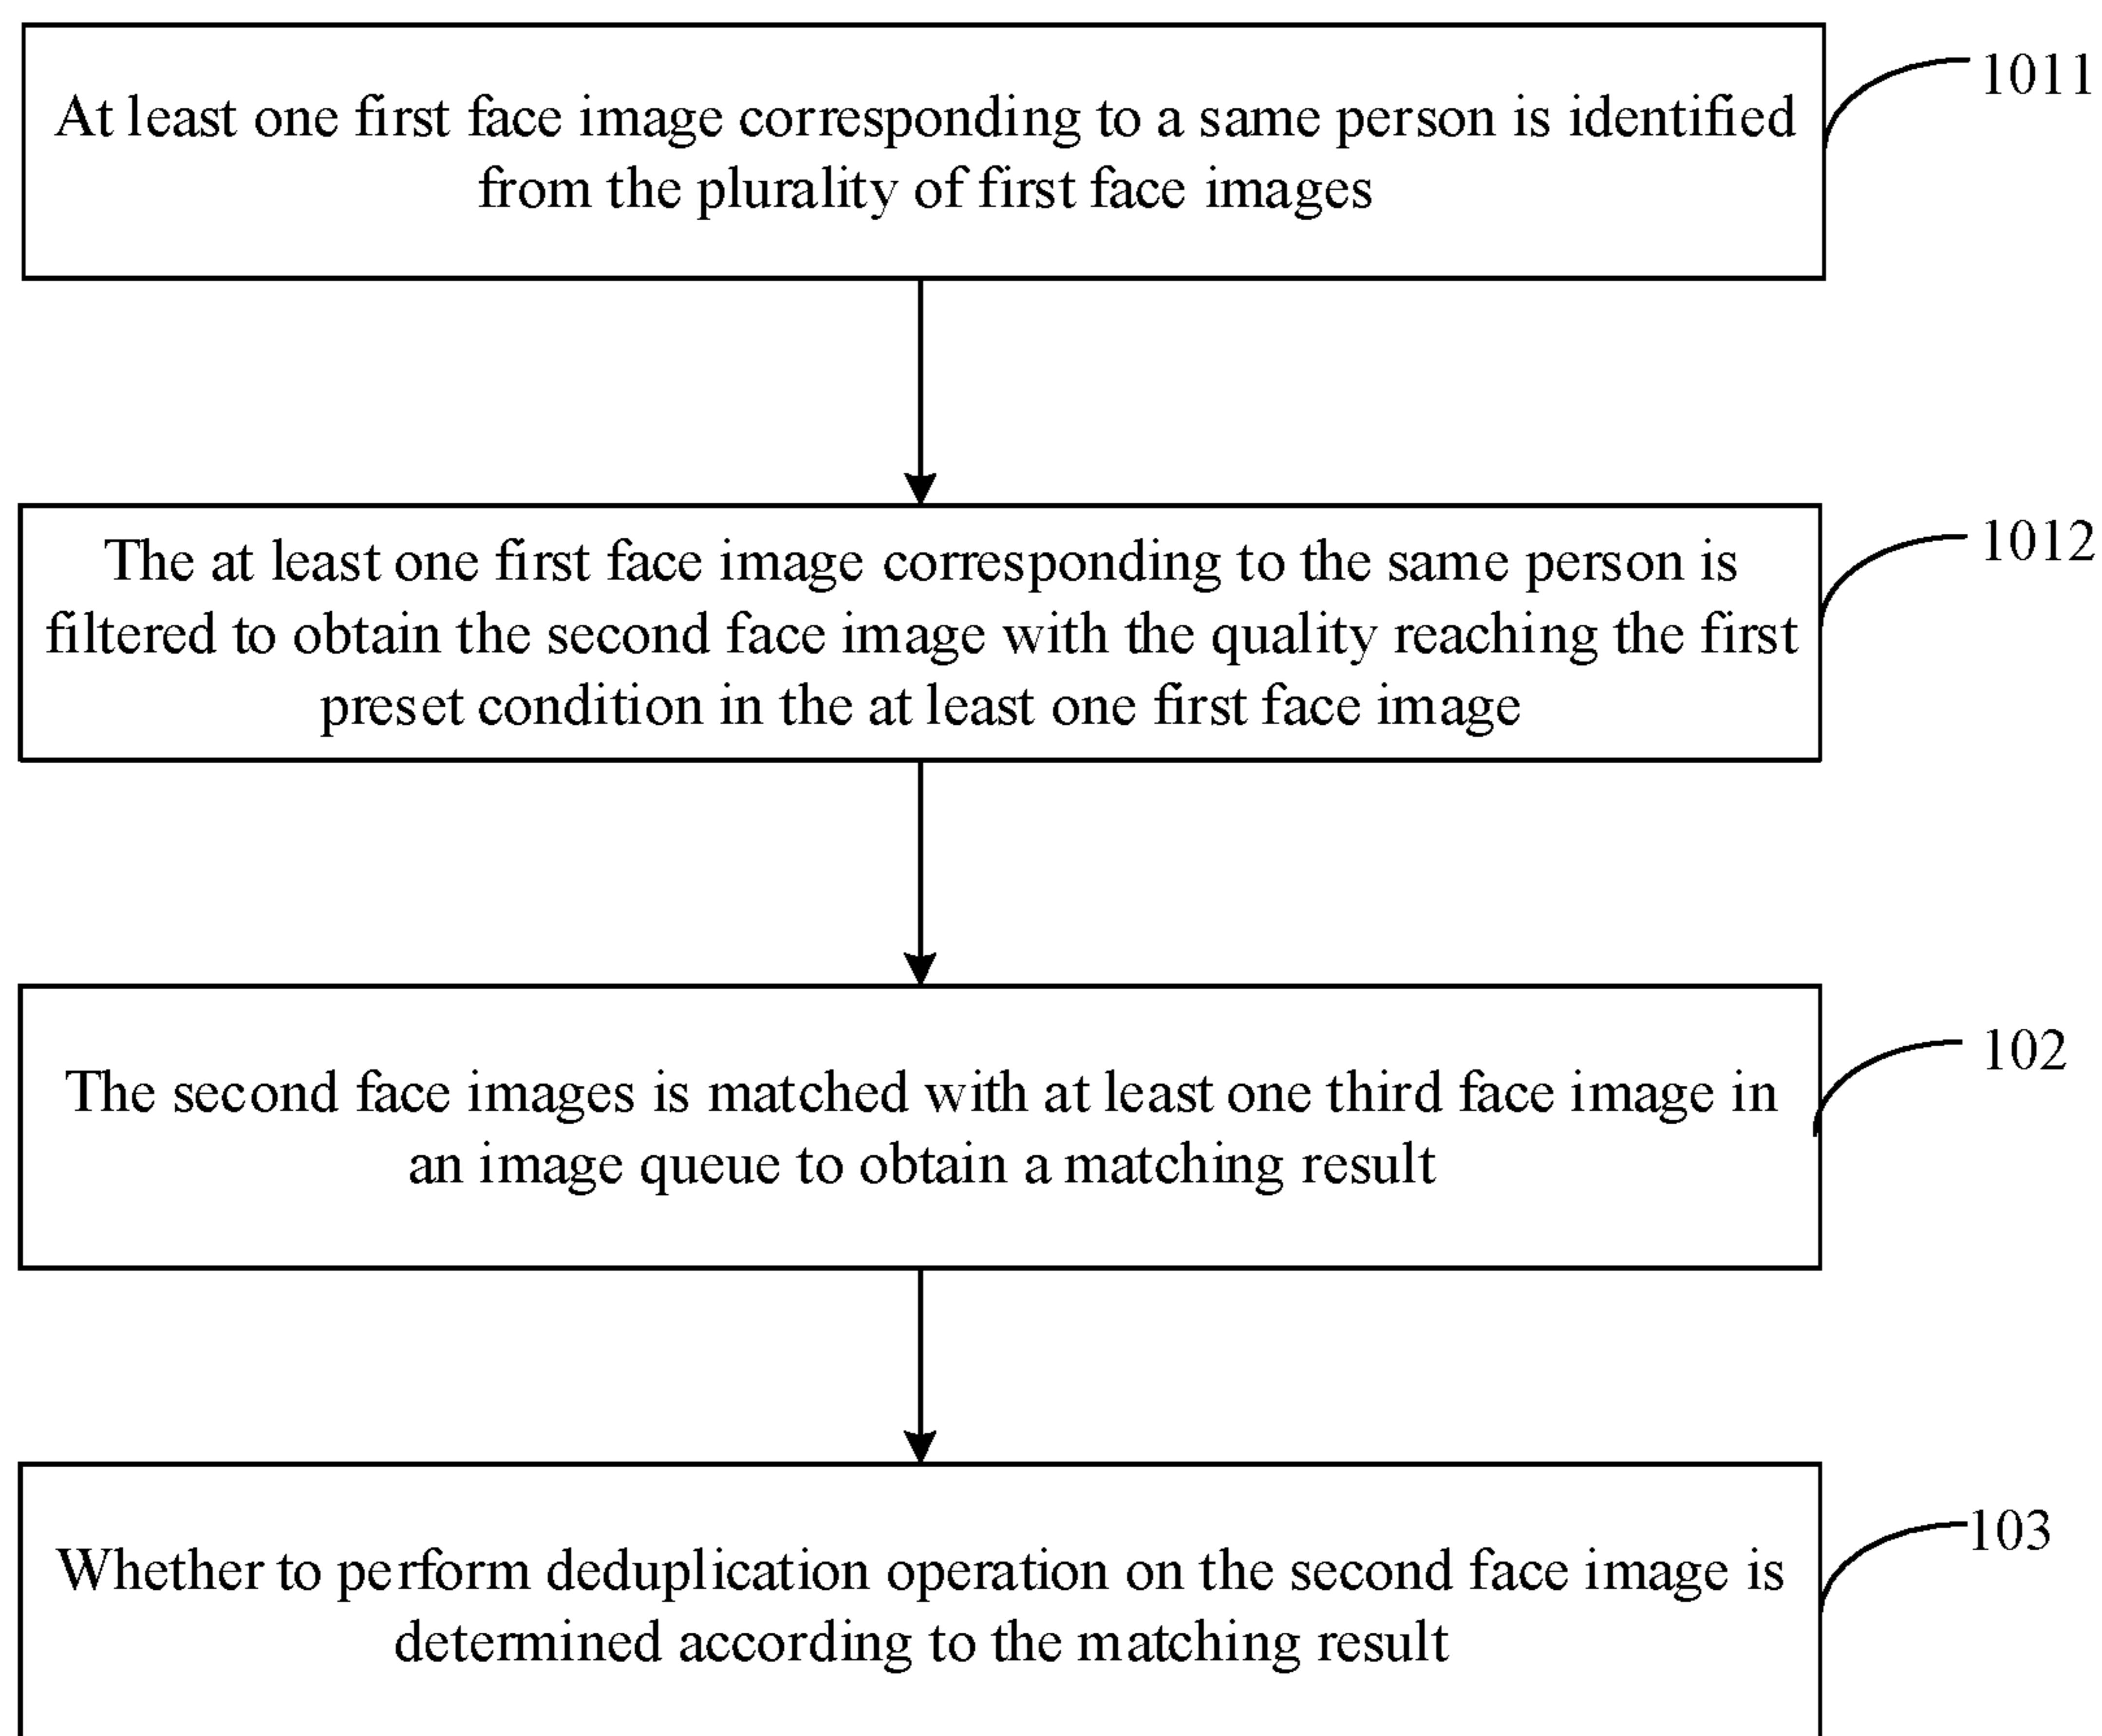 At least one first face image corresponding to a same person is identified
from the plurality of first face images
1011
The at least one first face image corresponding to the same person is
filtered to obtain the second face image with the quality reaching the first
preset condition in the at least one first face image
1012
The second face images is matched with at least one third face image in
an image queue to obtain a matching result
102
Whether to perform deduplication operation on the second face image is
determined according to the matching result
103